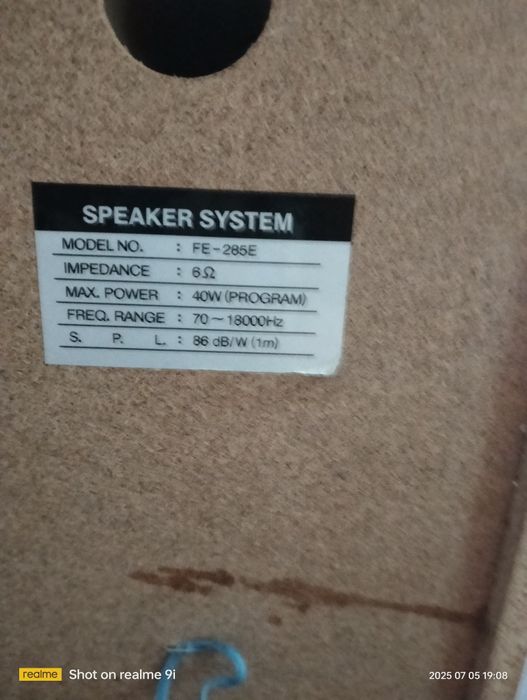 SPEAKER SYSTEM
MODEL NO. : FE-285E
IMPEDANCE : 6Ω
MAX. POWER : 40W (PROGRAM)
FREQ. RANGE : 70~18000Hz
S. P. L. : 86 dB/W (1m)
realme Shot on realme 9i 2025 07 05 19:08